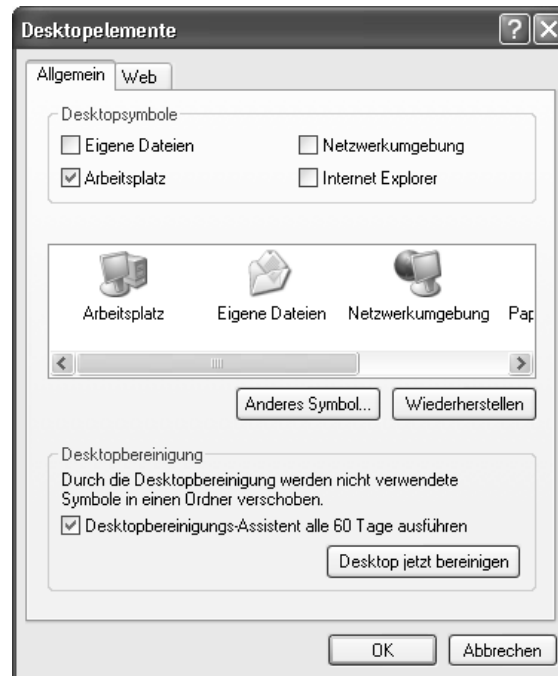 Desktopelemente
Allgemein Web
Desktopsymbole
Eigene Dateien Netzwerkumgebung
Arbeitsplatz Internet Explorer
Arbeitsplatz Eigene Dateien Netzwerkumgebung Pap
Anderes Symbol... Wiederherstellen
Desktopbereinigung
Durch die Desktopbereinigung werden nicht verwendete
Symbole in einen Ordner verschoben.
Desktopbereinigungs-Assistent alle 60 Tage ausführen
Desktop jetzt bereinigen
OK Abbrechen